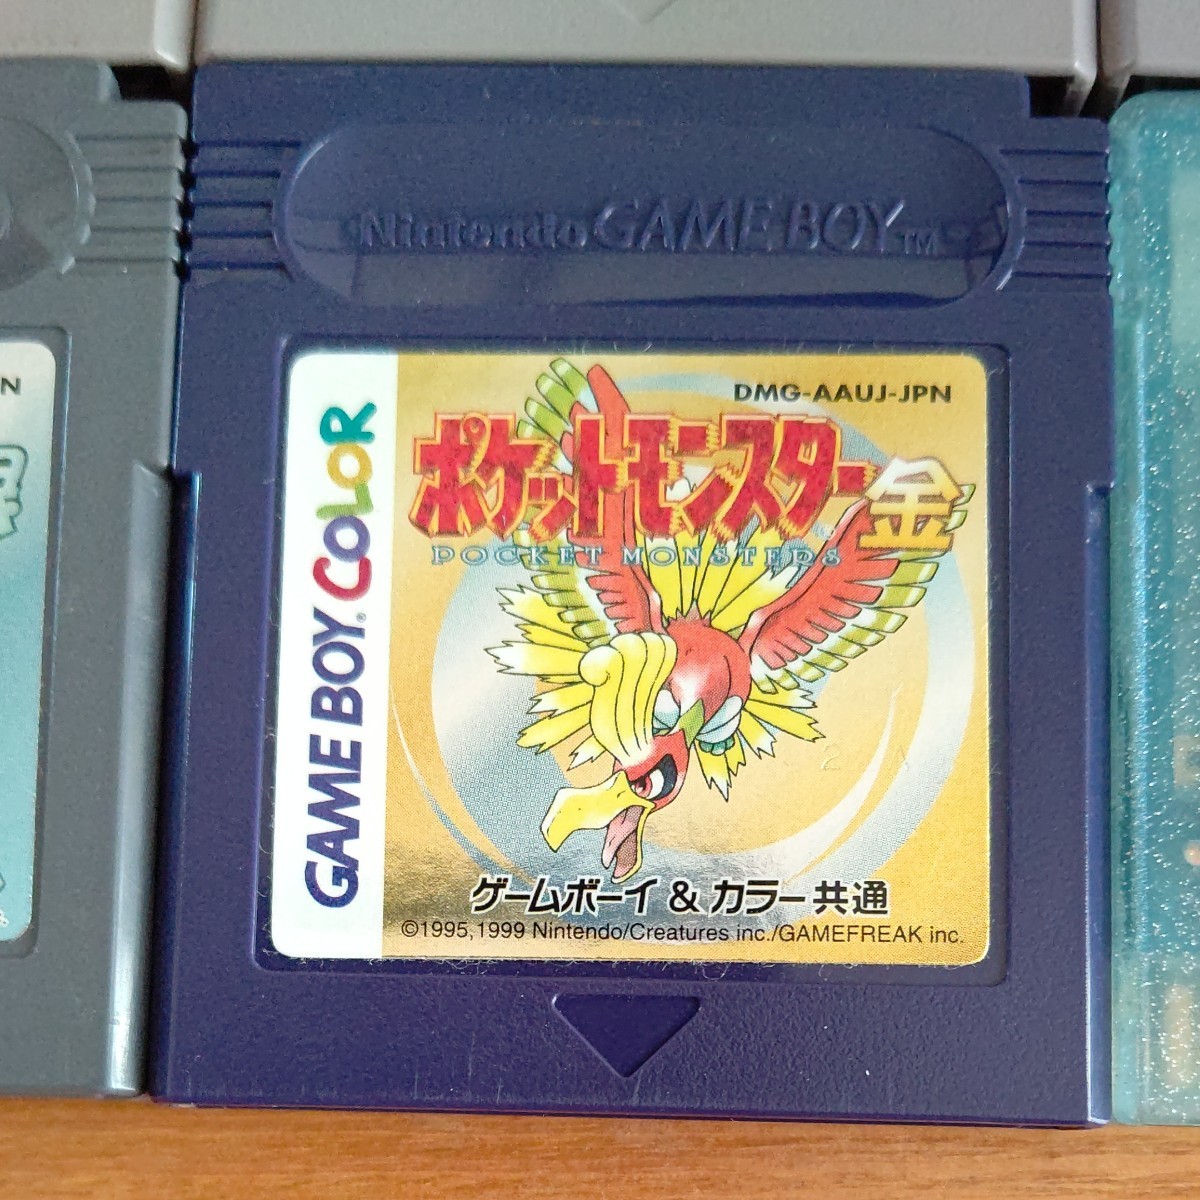 Nintendo GAME BOY™
DMG-AAUJ-JPN
ポケットモンスター金
POCKET MONSTERS
GAME BOY® COLOR
2
ゲームボーイ & カラー共通
©1995,1999 Nintendo/Creatures inc./GAMEFREAK inc.
N